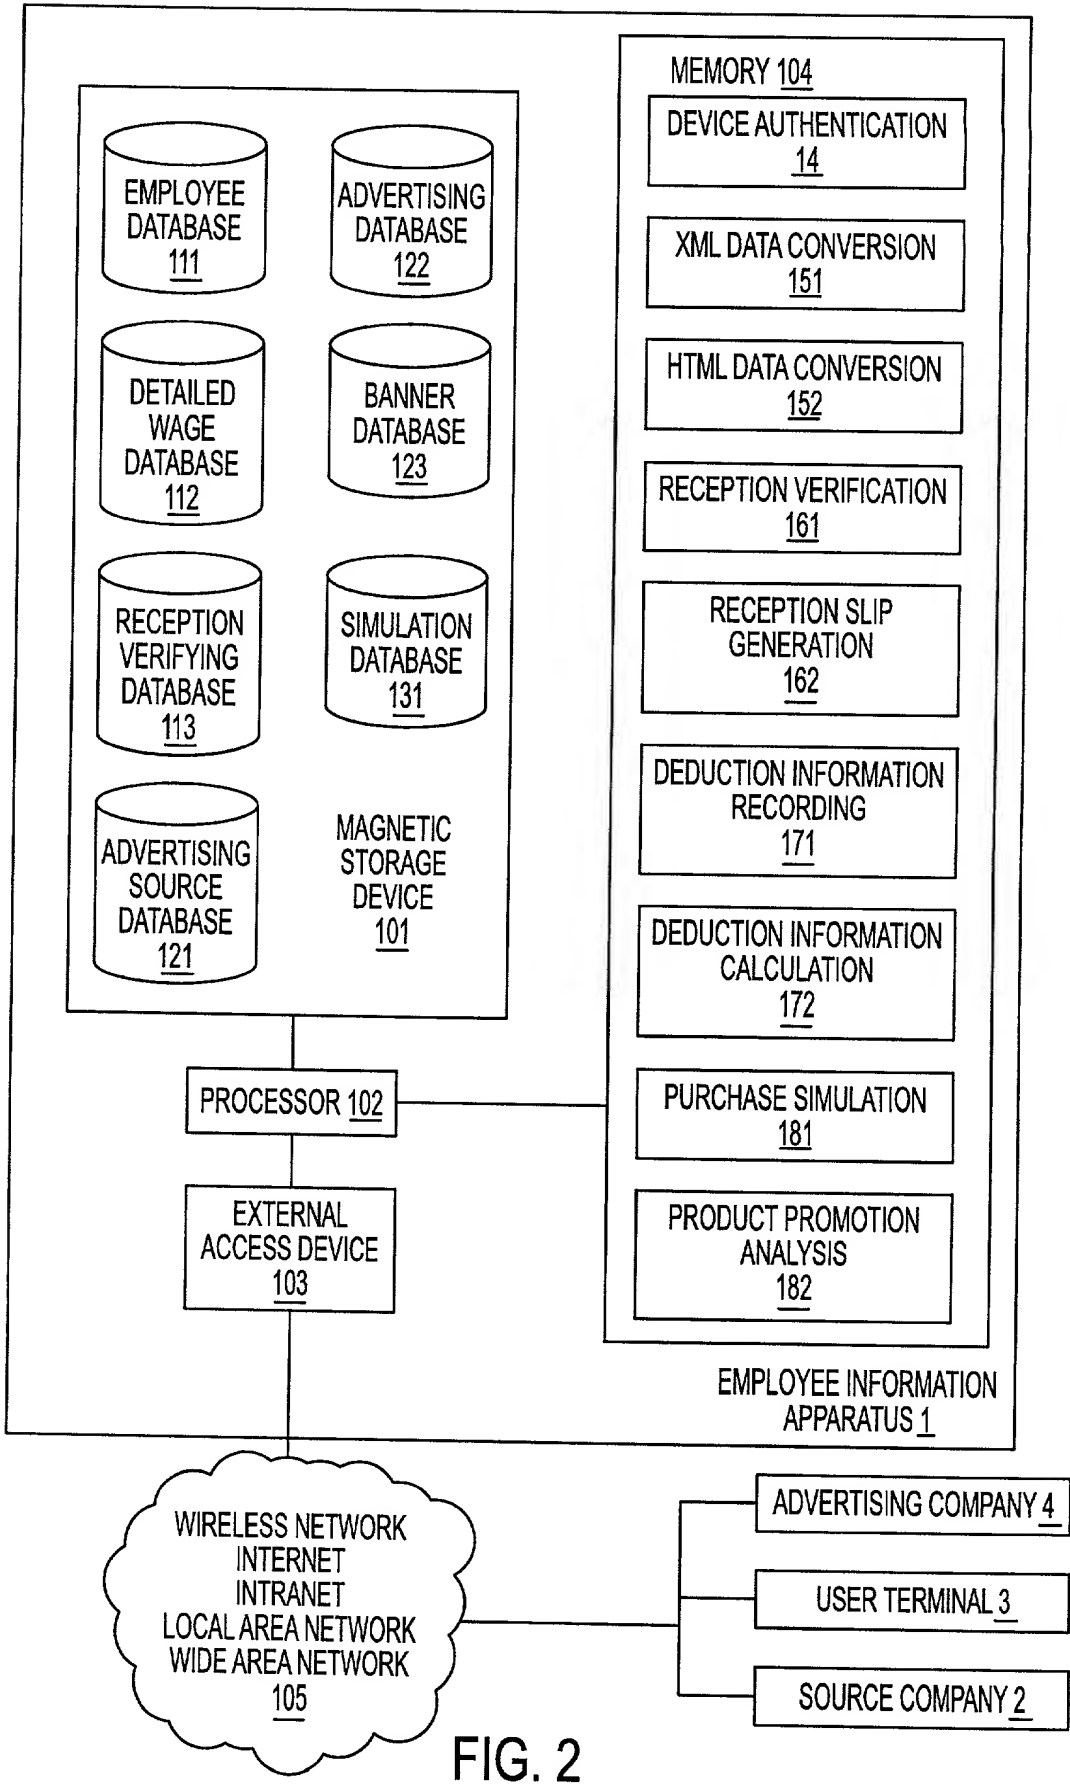 MEMORY 104
DEVICE AUTHENTICATION
14
XML DATA CONVERSION
151
HTML DATA CONVERSION
152
RECEPTION VERIFICATION
161
RECEPTION SLIP
GENERATION
162
DEDUCTION INFORMATION
RECORDING
171
DEDUCTION INFORMATION
CALCULATION
172
PURCHASE SIMULATION
181
PRODUCT PROMOTION
ANALYSIS
182
EMPLOYEE
DATABASE
111
ADVERTISING
DATABASE
122
DETAILED
WAGE
DATABASE
112
BANNER
DATABASE
123
RECEPTION
VERIFYING
DATABASE
113
SIMULATION
DATABASE
131
ADVERTISING
SOURCE
DATABASE
121
MAGNETIC
STORAGE
DEVICE
101
PROCESSOR 102
EXTERNAL
ACCESS DEVICE
103
EMPLOYEE INFORMATION
APPARATUS 1
WIRELESS NETWORK
INTERNET
INTRANET
LOCAL AREA NETWORK
WIDE AREA NETWORK
105
ADVERTISING COMPANY 4
USER TERMINAL 3
SOURCE COMPANY 2
FIG. 2